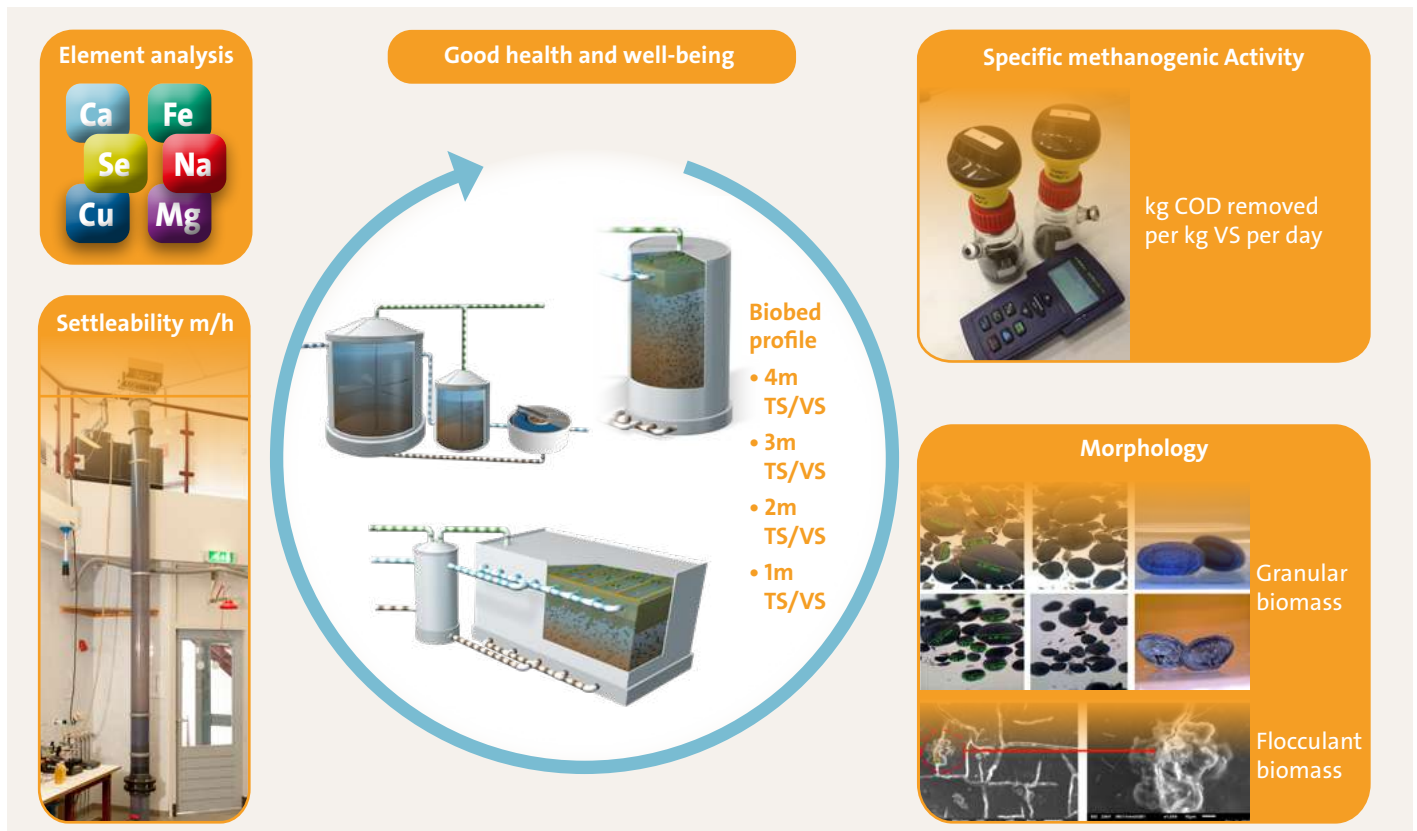 Element analysis
Ca
Fe
Se
Na
Cu
Mg
Settleability m/h
Good health and well-being
Biobed
profile
• 4m
TS/VS
• 3m
TS/VS
• 2m
TS/VS
• 1m
TS/VS
Specific methanogenic Activity
kg COD removed
per kg VS per day
Morphology
Granular
biomass
Flocculant
biomass